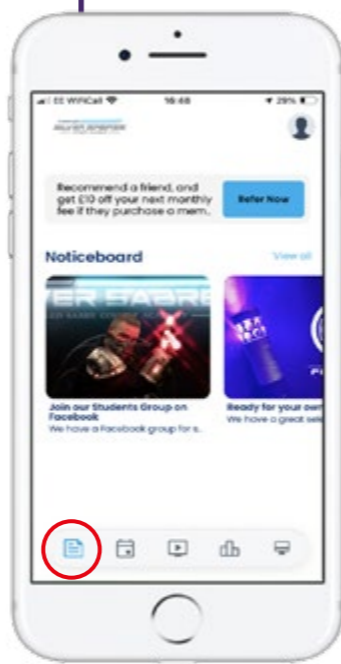 EE WiFiCall 16:48 29%
Recommend a friend, and
get £10 off your next monthly
fee if they purchase a mem..
Refer Now
Noticeboard View all
ER SABRE
Join our Students Group on
Facebook
We have a Facebook group for s..
Ready for your own
We have a great sele